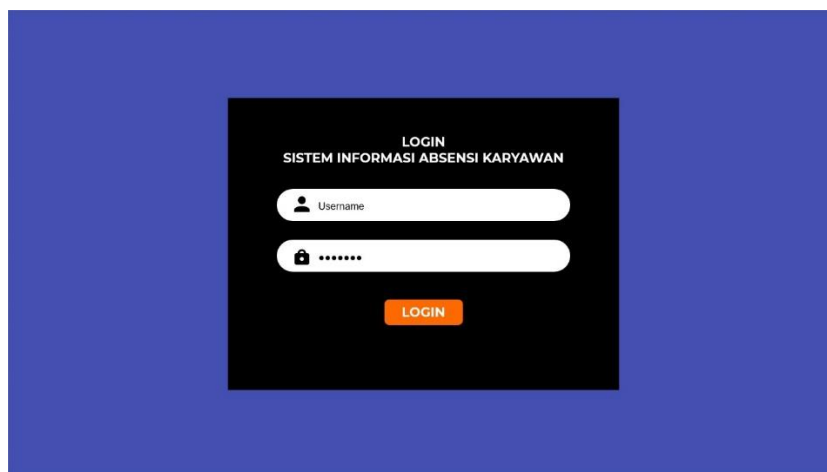 LOGIN
SISTEM INFORMASI ABSENSI KARYAWAN
Username
•••••••
LOGIN